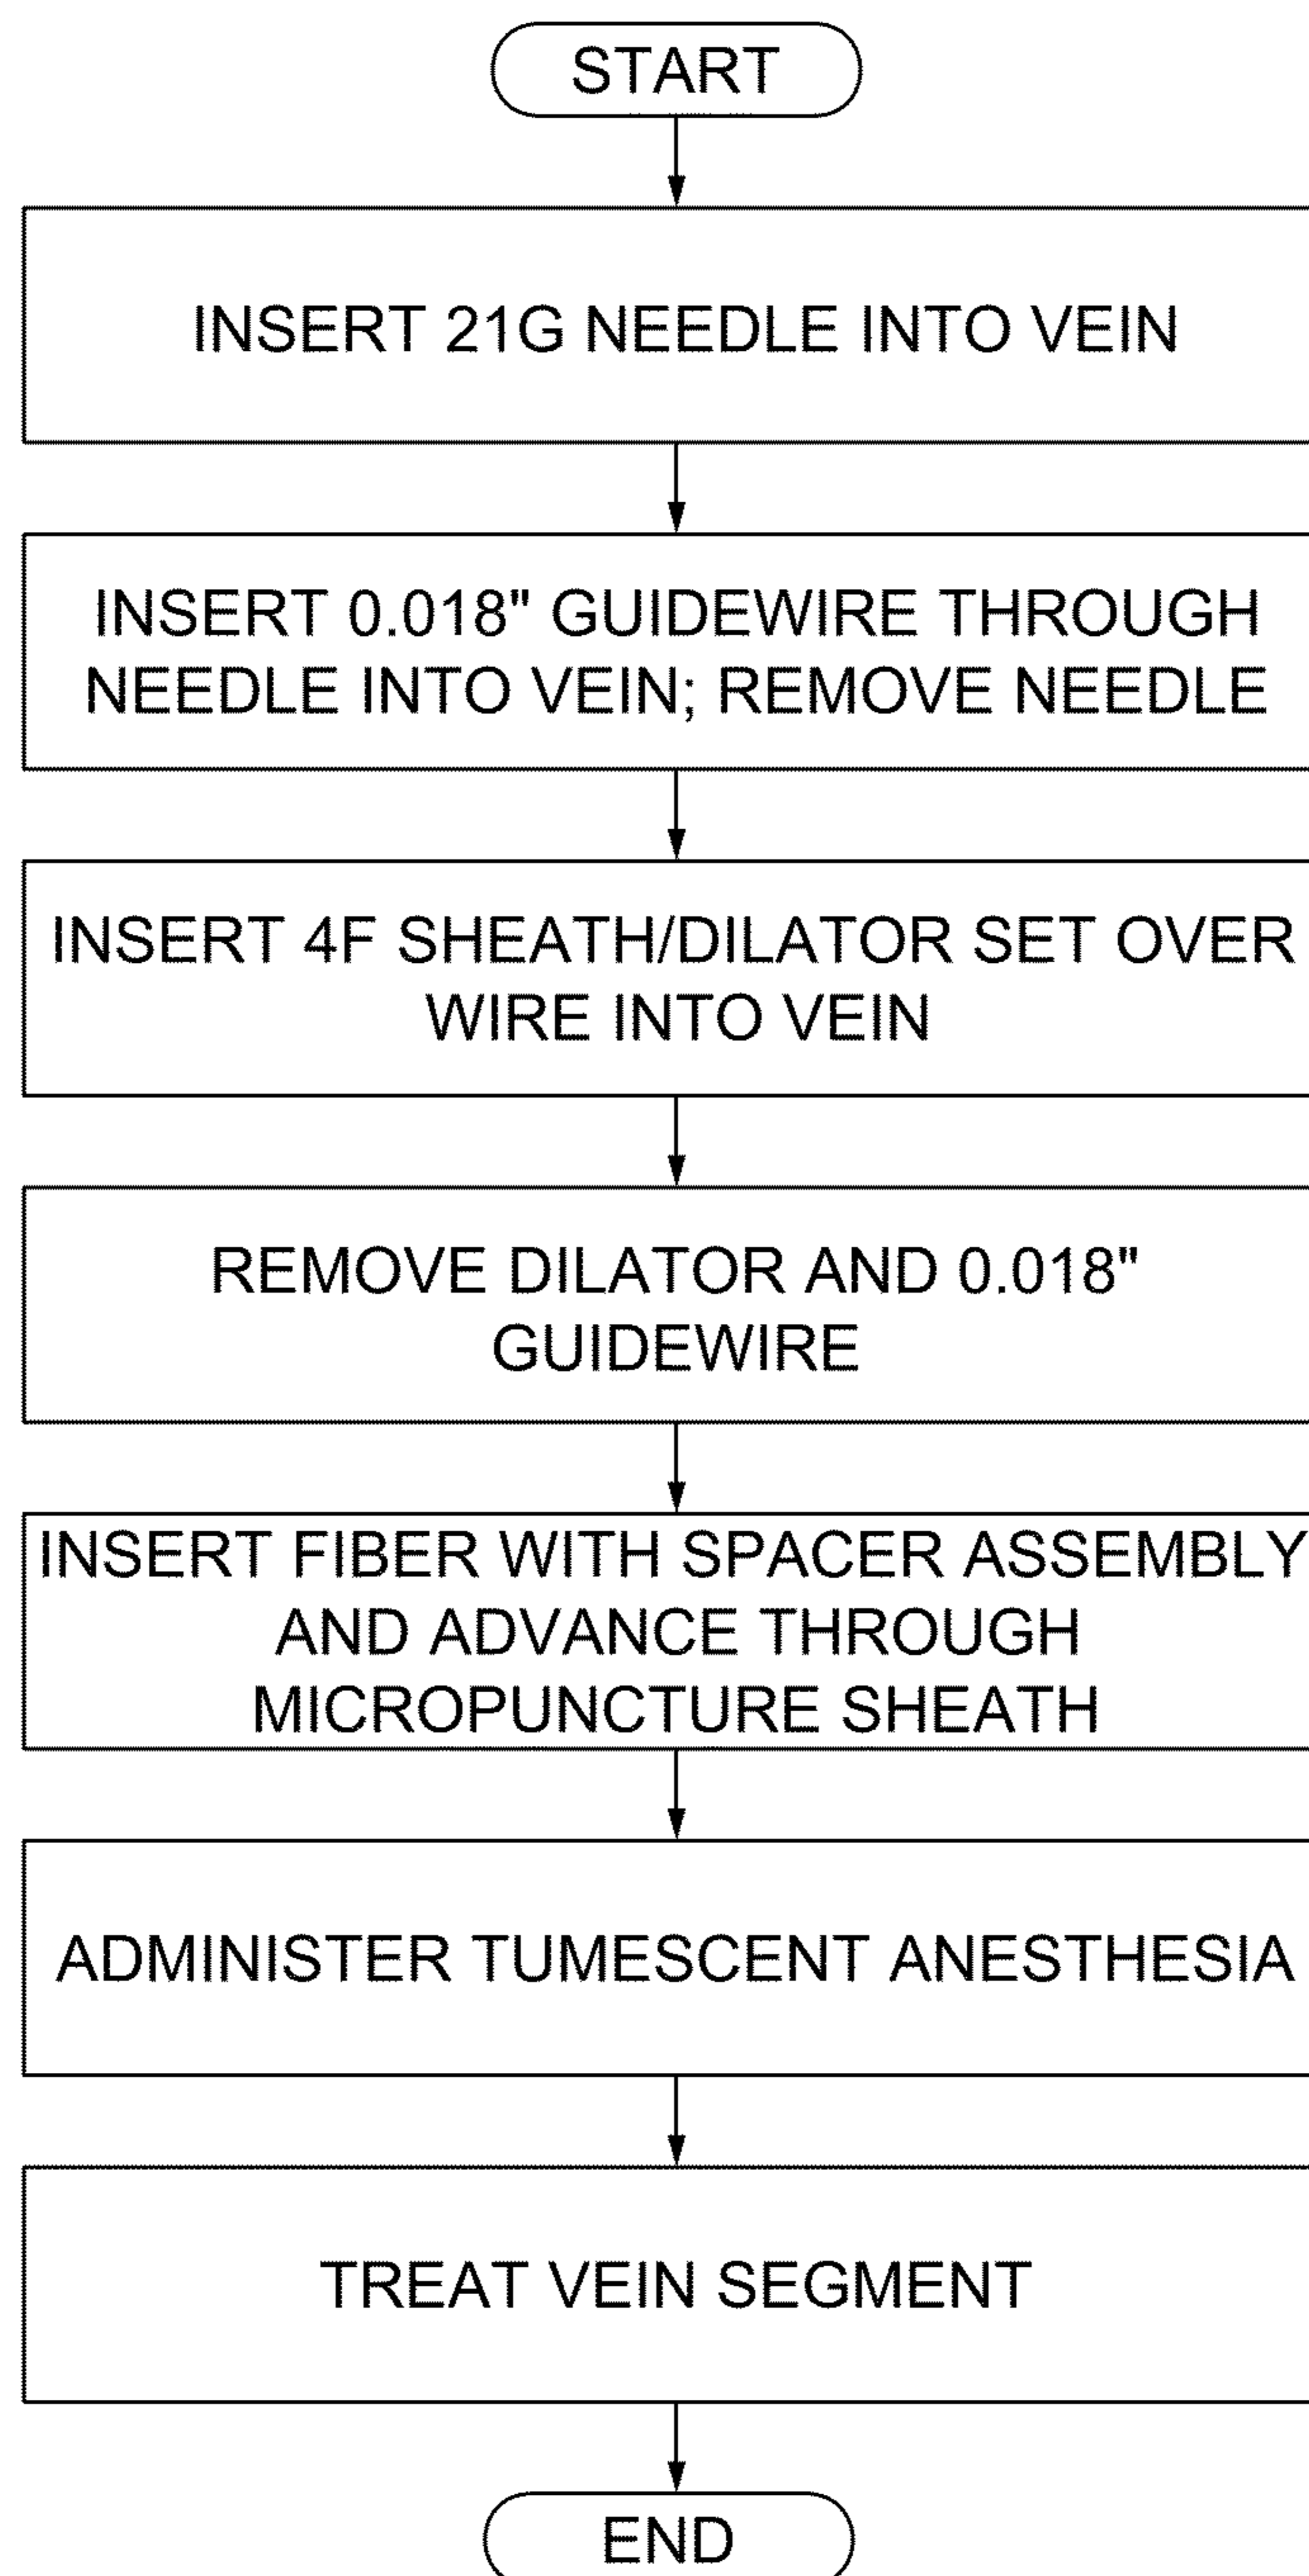 START
INSERT 21G NEEDLE INTO VEIN
INSERT 0.018" GUIDEWIRE THROUGH
NEEDLE INTO VEIN; REMOVE NEEDLE
INSERT 4F SHEATH/DILATOR SET OVER
WIRE INTO VEIN
REMOVE DILATOR AND 0.018"
GUIDEWIRE
INSERT FIBER WITH SPACER ASSEMBLY
AND ADVANCE THROUGH
MICROPUNCTURE SHEATH
ADMINISTER TUMESCENT ANESTHESIA
TREAT VEIN SEGMENT
END